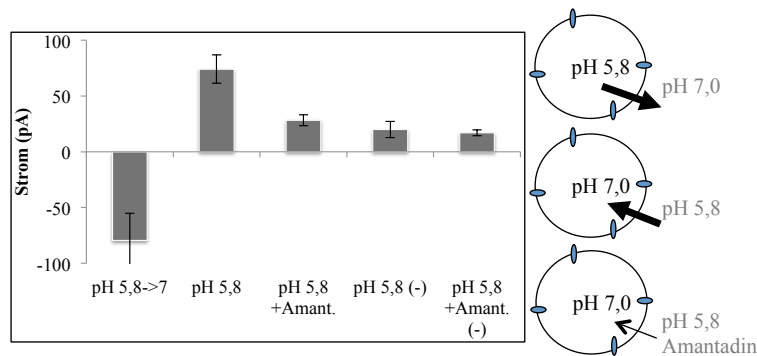 Strom (pA)
100
50
0
-50
-100
pH 5,8->7
pH 5,8
pH 5,8
+Amant.
pH 5,8 (-)
pH 5,8
+Amant.
(-)
pH 5,8
pH 7,0
pH 7,0
pH 5,8
pH 7,0
pH 5,8
Amantadin